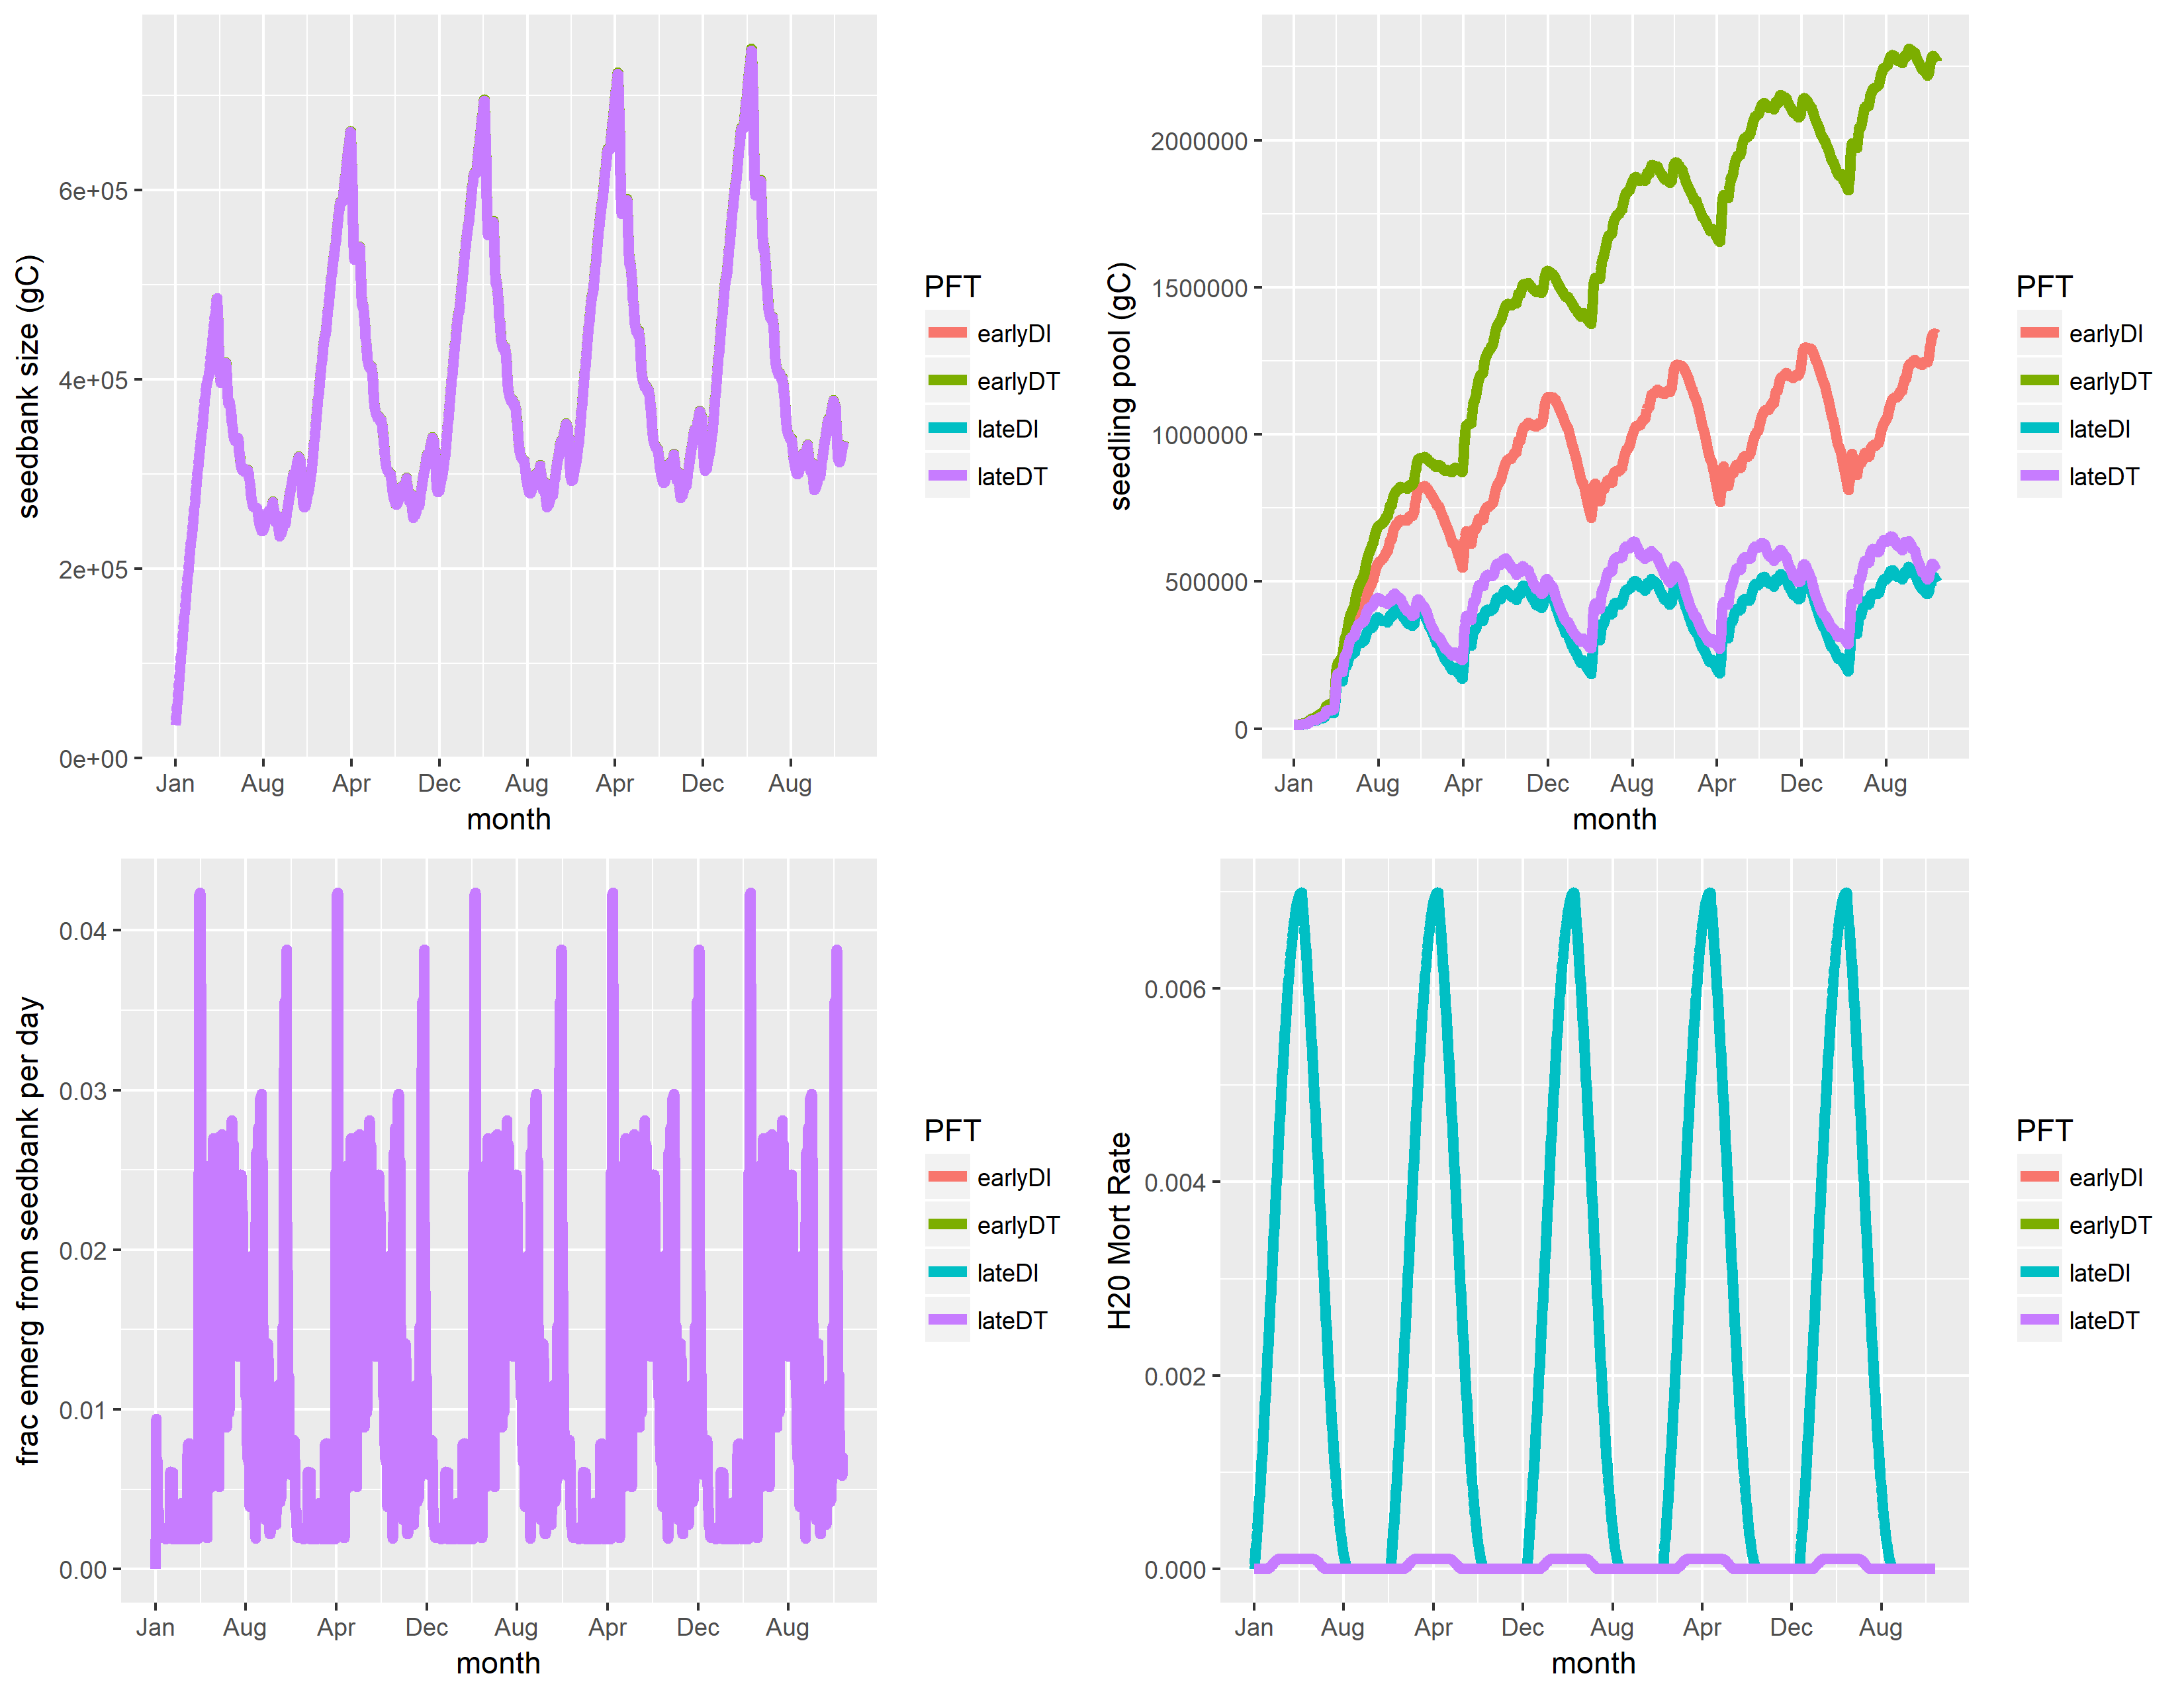 seedbank size (gC)
6e+05
4e+05
2e+05
0e+00
Jan Aug Apr Dec Aug Apr Dec Aug
month
PFT
earlyDI
earlyDT
lateDI
lateDT
seedling pool (gC)
2000000
1500000
1000000
500000
0
Jan Aug Apr Dec Aug Apr Dec Aug
month
PFT
earlyDI
earlyDT
lateDI
lateDT
frac emerg from seedbank per day
0.04
0.03
0.02
0.01
0.00
Jan Aug Apr Dec Aug Apr Dec Aug
month
PFT
earlyDI
earlyDT
lateDI
lateDT
H20 Mort Rate
0.006
0.004
0.002
0.000
Jan Aug Apr Dec Aug Apr Dec Aug
month
PFT
earlyDI
earlyDT
lateDI
lateDT